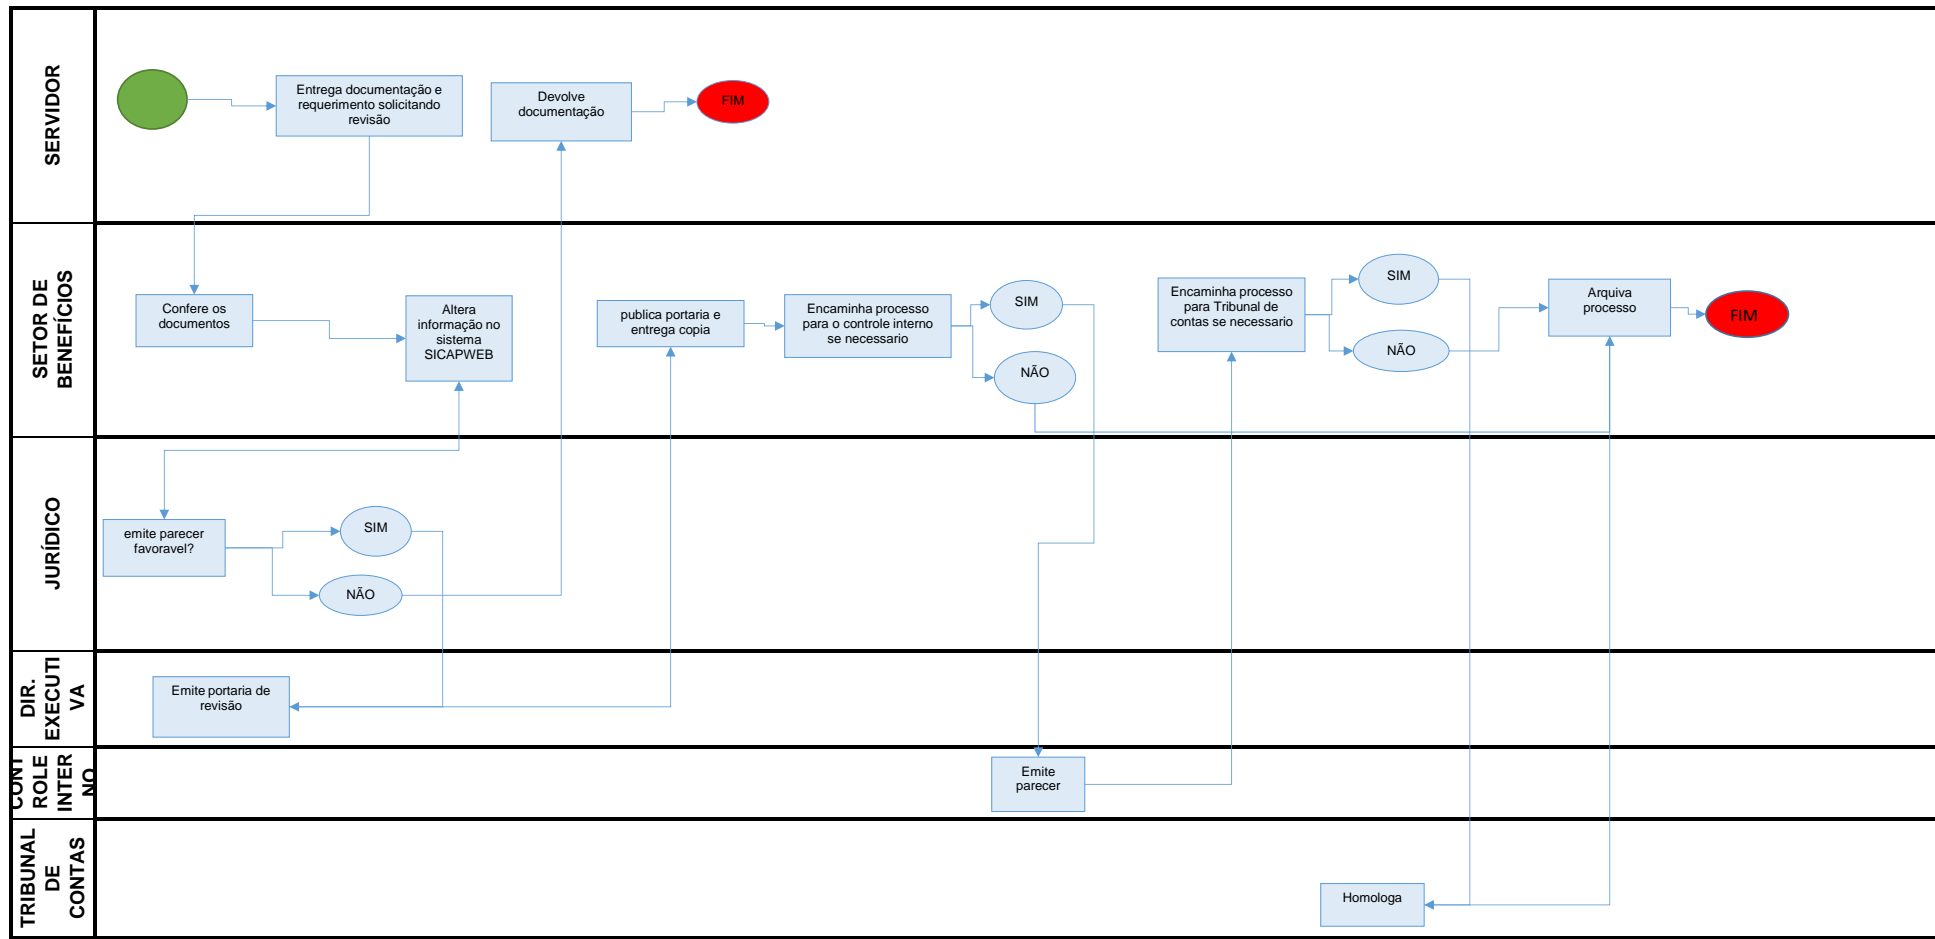 SERVIDOR
Entrega documentação e
requerimento solicitando
revisão
Devolve
documentação
FIM
SETOR DE
BENEFÍCIOS
Confere os
documentos
Altera
informação no
sistema
SICAPWEB
publica portaria e
entrega copia
Encaminha processo
para o controle interno
se necessario
SIM
NÃO
Encaminha processo
para Tribunal de
contas se necessario
SIM
NÃO
Arquiva
processo
FIM
JURÍDICO
emite parecer
favoravel?
SIM
NÃO
DIR.
EXECUTI
VA
Emite portaria de
revisão
CONT
ROLE
INTER
NO
Emite
parecer
TRIBUNAL
DE
CONTAS
Homologa